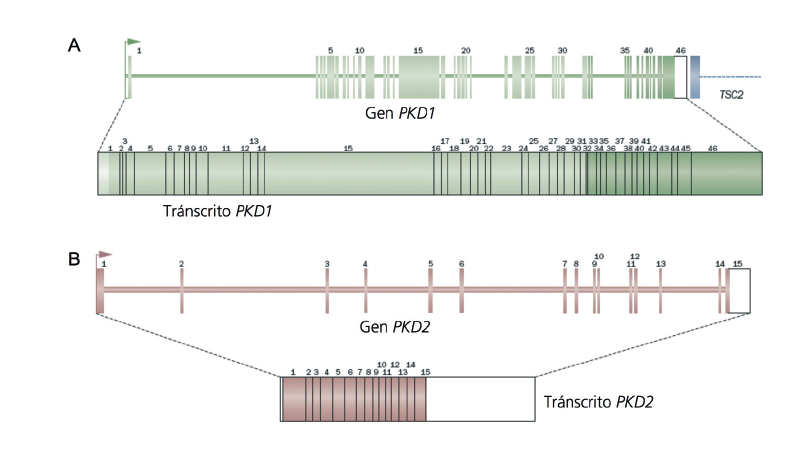 A
1 5 10 15 20 25 30 35 40 46
TSC2
Gen PKD1
3 13 17 19 21 25 27 29 31 33 35 37 39 41
1 2 4 5 6 7 8 9 10 11 12 14 15 16 18 20 22 23 24 26 28 30 32 34 36 38 40 42 43 44 45 46
Tránscrito PKD1
B
10 12
1 2 3 4 5 6 7 8 9 11 13 14 15
Gen PKD2
10 12 14
1 2 3 4 5 6 7 8 9 11 13 15
Tránscrito PKD2